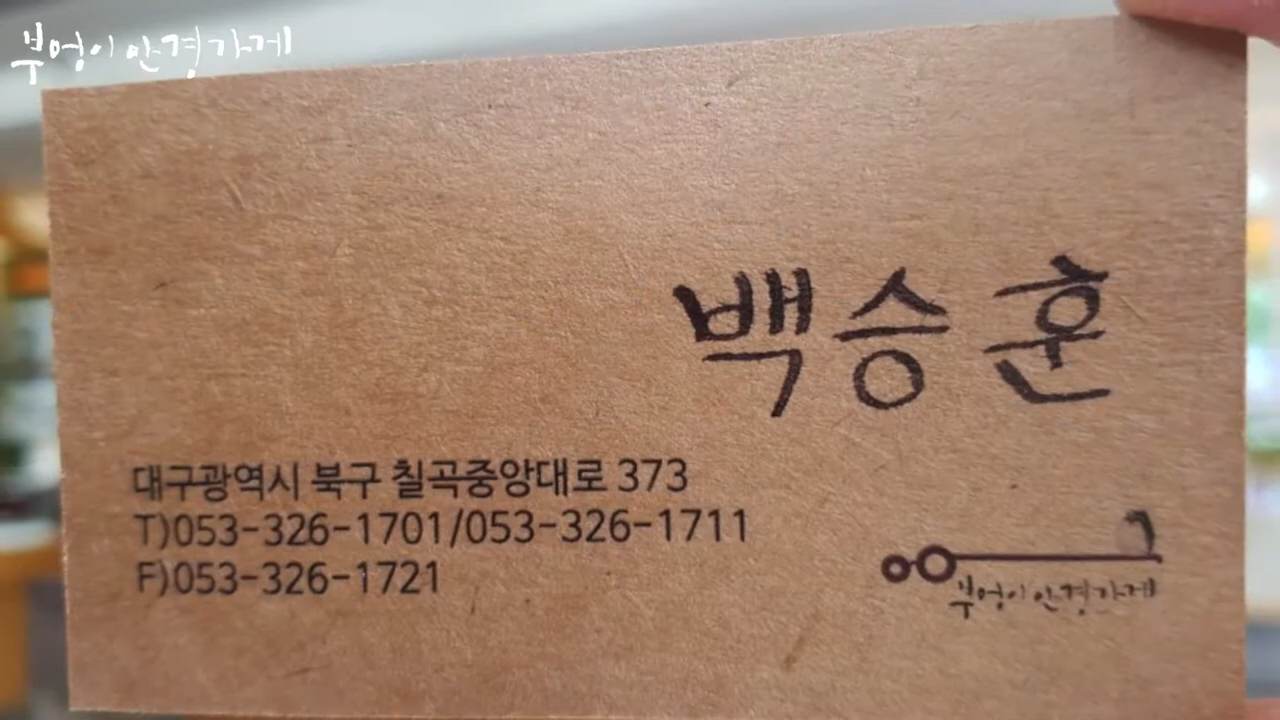 부엉이안경가게
백승훈
대구광역시 북구 칠곡중앙대로 373
T)053-326-1701/053-326-1711
F)053-326-1721
부엉이안경가게